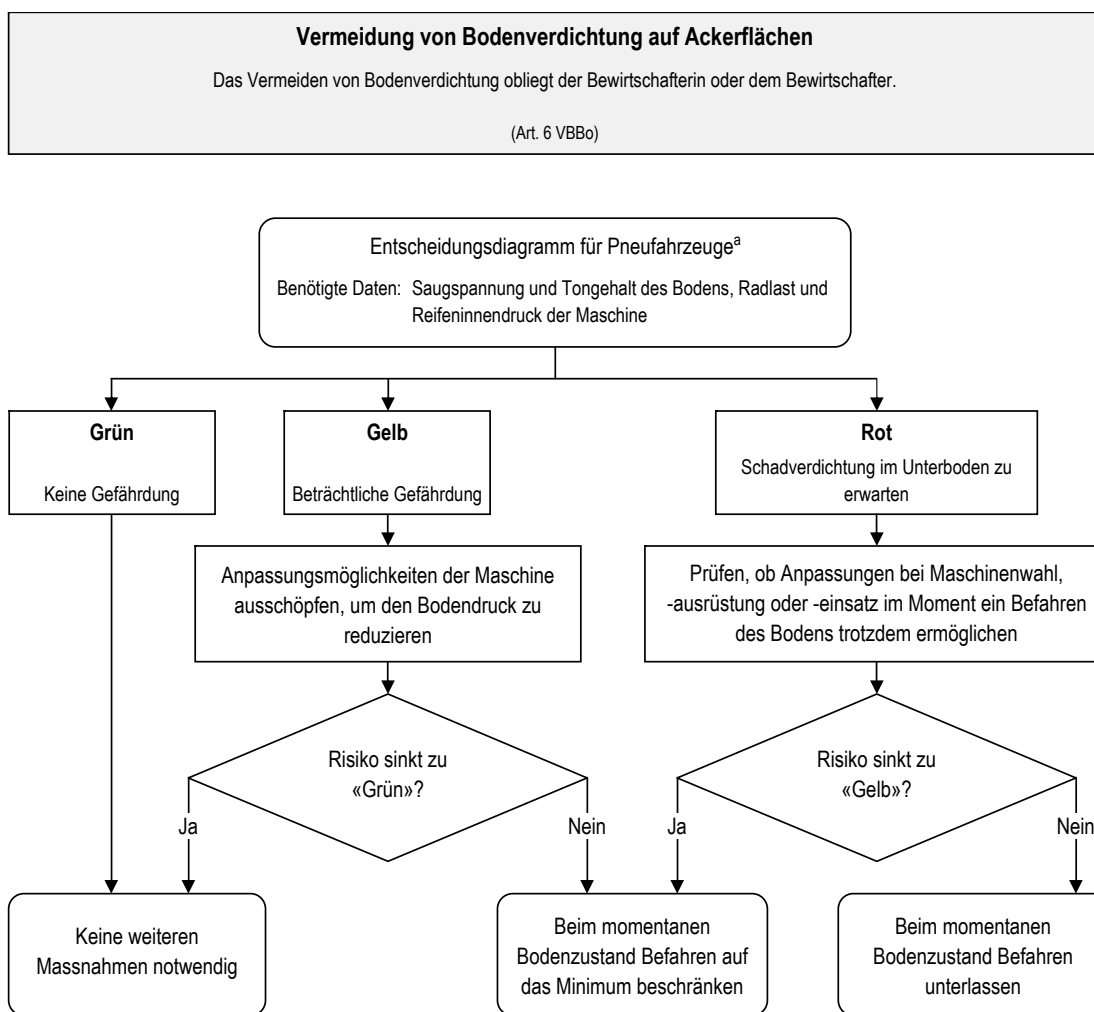 Vermeidung von Bodenverdichtung auf Ackerflächen
Das Vermeiden von Bodenverdichtung obliegt der Bewirtschafterin oder dem Bewirtschafter.
(Art. 6 VBBo)
Entscheidungsdiagramm für Pneufahrzeugeᵃ
Benötigte Daten: Saugspannung und Tongehalt des Bodens, Radlast und
Reifeninnendruck der Maschine
Grün
Keine Gefährdung
Gelb
Beträchtliche Gefährdung
Rot
Schadverdichtung im Unterboden zu
erwarten
Anpassungsmöglichkeiten der Maschine
ausschöpfen, um den Bodendruck zu
reduzieren
Prüfen, ob Anpassungen bei Maschinenwahl,
-ausrüstung oder -einsatz im Moment ein Befahren
des Bodens trotzdem ermöglichen
Risiko sinkt zu
«Grün»?
Risiko sinkt zu
«Gelb»?
Ja
Nein
Ja
Nein
Keine weiteren
Massnahmen notwendig
Beim momentanen
Bodenzustand Befahren auf
das Minimum beschränken
Beim momentanen
Bodenzustand Befahren
unterlassen